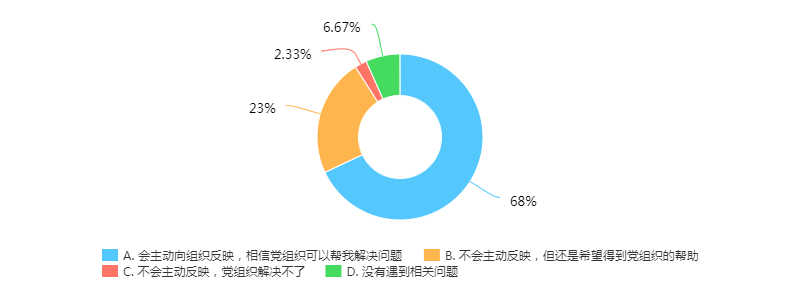 6.67%
2.33%
23%
68%
A. 会主动向组织反映，相信党组织可以帮我解决问题
B. 不会主动反映，但还是希望得到党组织的帮助
C. 不会主动反映，党组织解决不了
D. 没有遇到相关问题